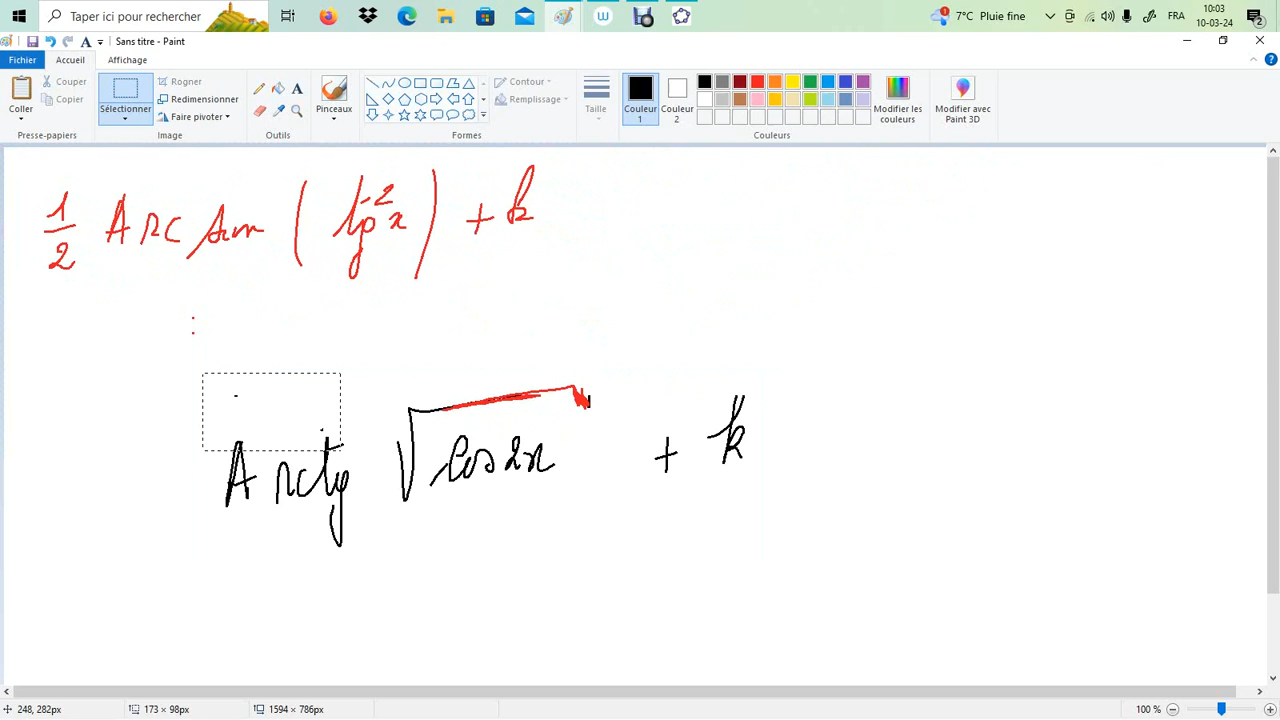 Taper ici pour rechercher
7°C Pluie fine
FRA
10:03
10-03-24
2
Sans titre - Paint
Fichier
Accueil
Affichage
Coller
Couper
Copier
Presse-papiers
Sélectionner
Rogner
Redimensionner
Faire pivoter
Image
Outils
Pinceaux
Contour
Remplissage
Formes
Taille
Couleur 1
Couleur 2
Modifier les couleurs
Couleurs
Modifier avec Paint 3D
1/2 Arc sin ( tg^2 x ) + k
:
Arctg √cos2x + k
248, 282px
173 × 98px
1594 × 786px
100 %